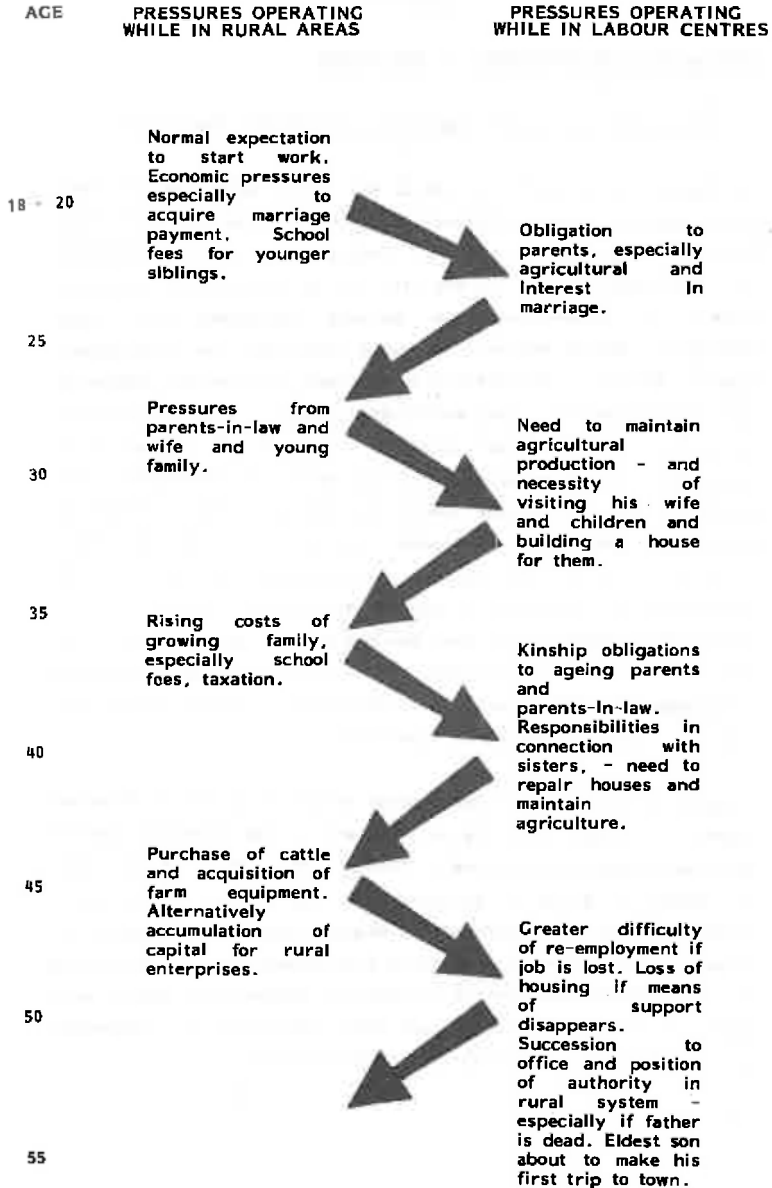 AGE
PRESSURES OPERATING
WHILE IN RURAL AREAS
PRESSURES OPERATING
WHILE IN LABOUR CENTRES
Normal expectation
to start work.
Economic pressures
especially to
acquire marriage
payment. School
fees for younger
siblings.
18 - 20
Obligation to
parents, especially
agricultural and
Interest In
marriage.
25
Pressures from
parents-in-law and
wife and young
family.
30
Need to maintain
agricultural
production - and
necessity of
visiting his wife
and children and
building a house
for them.
35
Rising costs of
growing family,
especially school
foes, taxation.
Kinship obligations
to ageing parents
and
parents-In-law.
Responsibilities in
connection with
sisters, - need to
repair houses and
maintain
agriculture.
40
Purchase of cattle
and acquisition of
farm equipment.
Alternatively
accumulation of
capital for rural
enterprises.
45
Greater difficulty
of re-employment if
job is lost. Loss of
housing if means
of support
disappears.
Succession to
office and position
of authority in
rural system -
especially if father
is dead. Eldest son
about to make his
first trip to town.
50
55